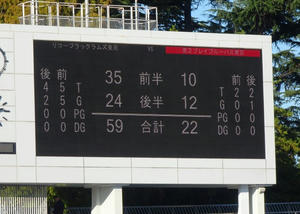 リコーブラックラムズ東京 VS 東芝ブレイブルーパス東京
後 前 35 前半 10 前 後
4 5 T 24 後半 12 T 2 2
2 5 G G 0 1
0 0 PG 59 合計 22 PG 0 0
0 0 DG DG 0 0